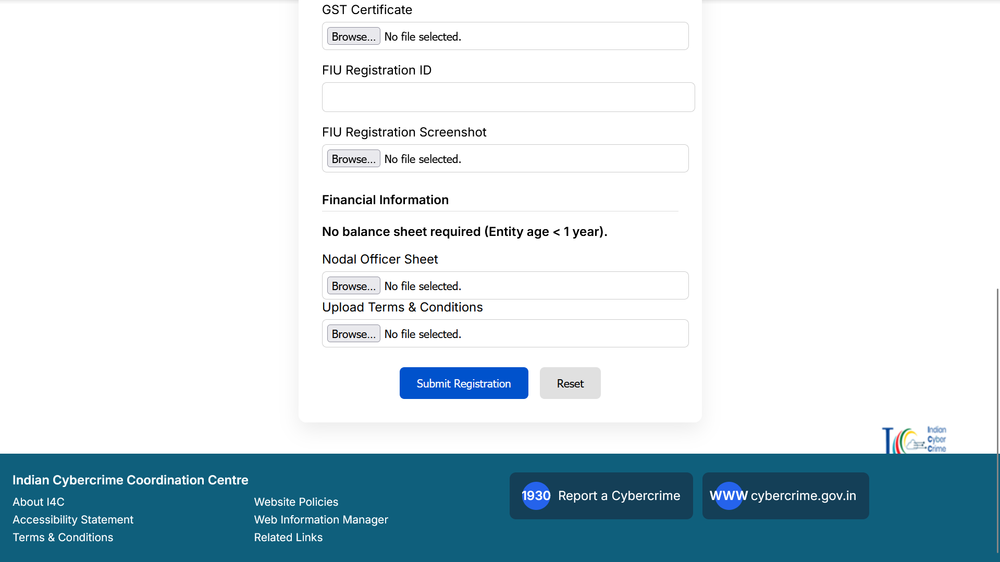 GST Certificate
Browse... No file selected.
FIU Registration ID
FIU Registration Screenshot
Browse... No file selected.
Financial Information
No balance sheet required (Entity age < 1 year).
Nodal Officer Sheet
Browse... No file selected.
Upload Terms & Conditions
Browse... No file selected.
Submit Registration Reset
Indian
Cyber
Crime
Indian Cybercrime Coordination Centre
About I4C
Accessibility Statement
Terms & Conditions
Website Policies
Web Information Manager
Related Links
1930 Report a Cybercrime
WWW cybercrime.gov.in